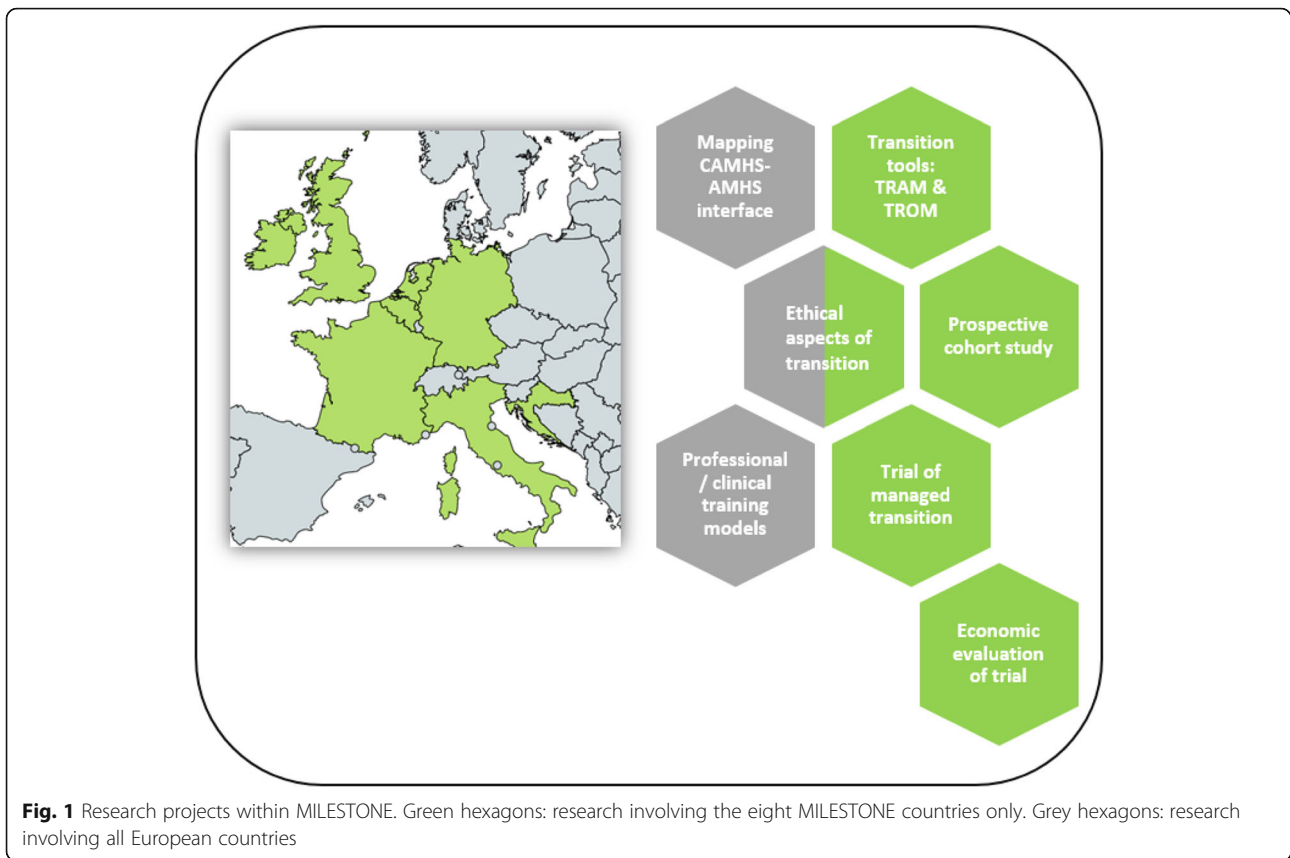 Mapping
CAMHS-
AMHS
interface
Transition
tools:
TRAM &
TROM
Ethical
aspects of
transition
Prospective
cohort study
Professional
/ clinical
training
models
Trial of
managed
transition
Economic
evaluation
of trial
Fig. 1 Research projects within MILESTONE. Green hexagons: research involving the eight MILESTONE countries only. Grey hexagons: research
involving all European countries